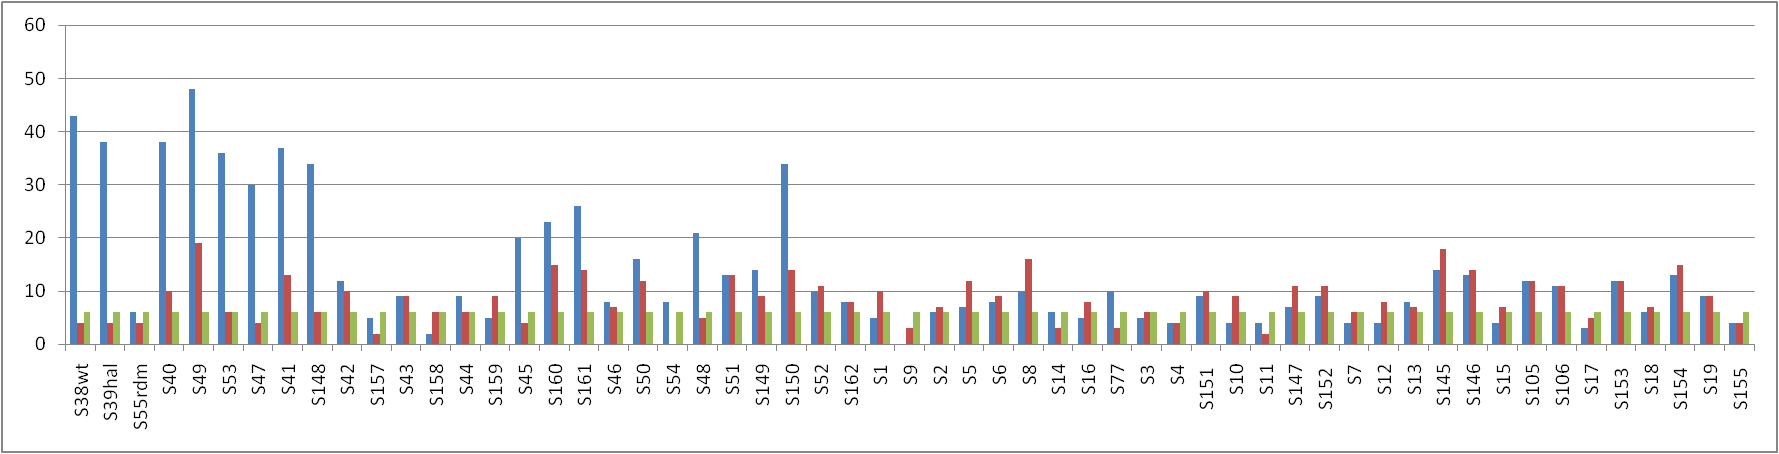 60
50
40
30
20
10
0
S38wt
S39hal
S55rdm
S40
S49
S53
S47
S41
S148
S42
S157
S43
S158
S44
S159
S45
S160
S161
S46
S50
S54
S48
S51
S149
S150
S52
S162
S1
S9
S2
S5
S6
S8
S14
S16
S77
S3
S4
S151
S10
S11
S147
S152
S7
S12
S13
S145
S146
S15
S105
S106
S17
S153
S18
S154
S19
S155